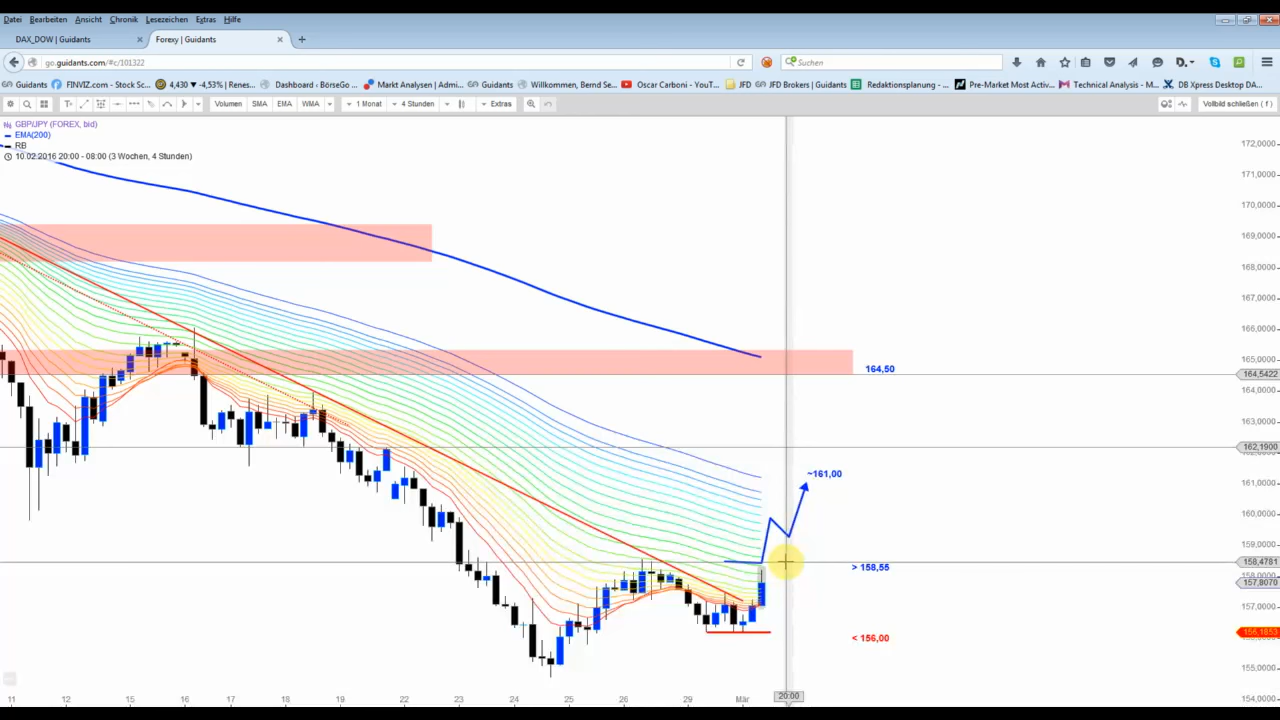 Datei Bearbeiten Ansicht Chronik Lesezeichen Extras Hilfe
DAX_DOW | Guidants × Forexy | Guidants × +
go.guidants.com/#c/101322 Suchen
Guidants FINVIZ.com - Stock Sc... 4,430 ▼ -4,53% | Renes... Dashboard ‹ BörseGo ... Markt Analysen | Admi... Guidants Willkommen, Bernd Se... Oscar Carboni - YouT... JFD JFD Brokers | Guidants Redaktionsplanung - ... Pre-Market Most Activ... Technical Analysis - M... DB Xpress Desktop DA...
Volumen SMA EMA WMA 1 Monat 4 Stunden Extras Vollbild schließen ( f )
GBP/JPY (FOREX, bid)
EMA(200)
RB
10.02.2016 20:00 - 08:00 (3 Wochen, 4 Stunden)
172,0000
171,0000
170,0000
169,0000
168,0000
167,0000
166,0000
165,0000
164,50
164,5422
164,0000
163,0000
162,1900
~161,00
161,0000
160,0000
159,0000
158,4781
> 158,55
158,0000
157,8070
157,0000
156,1853
< 156,00
155,0000
154,0000
11 12 15 16 17 18 19 22 23 24 25 26 29 Mär 20:00